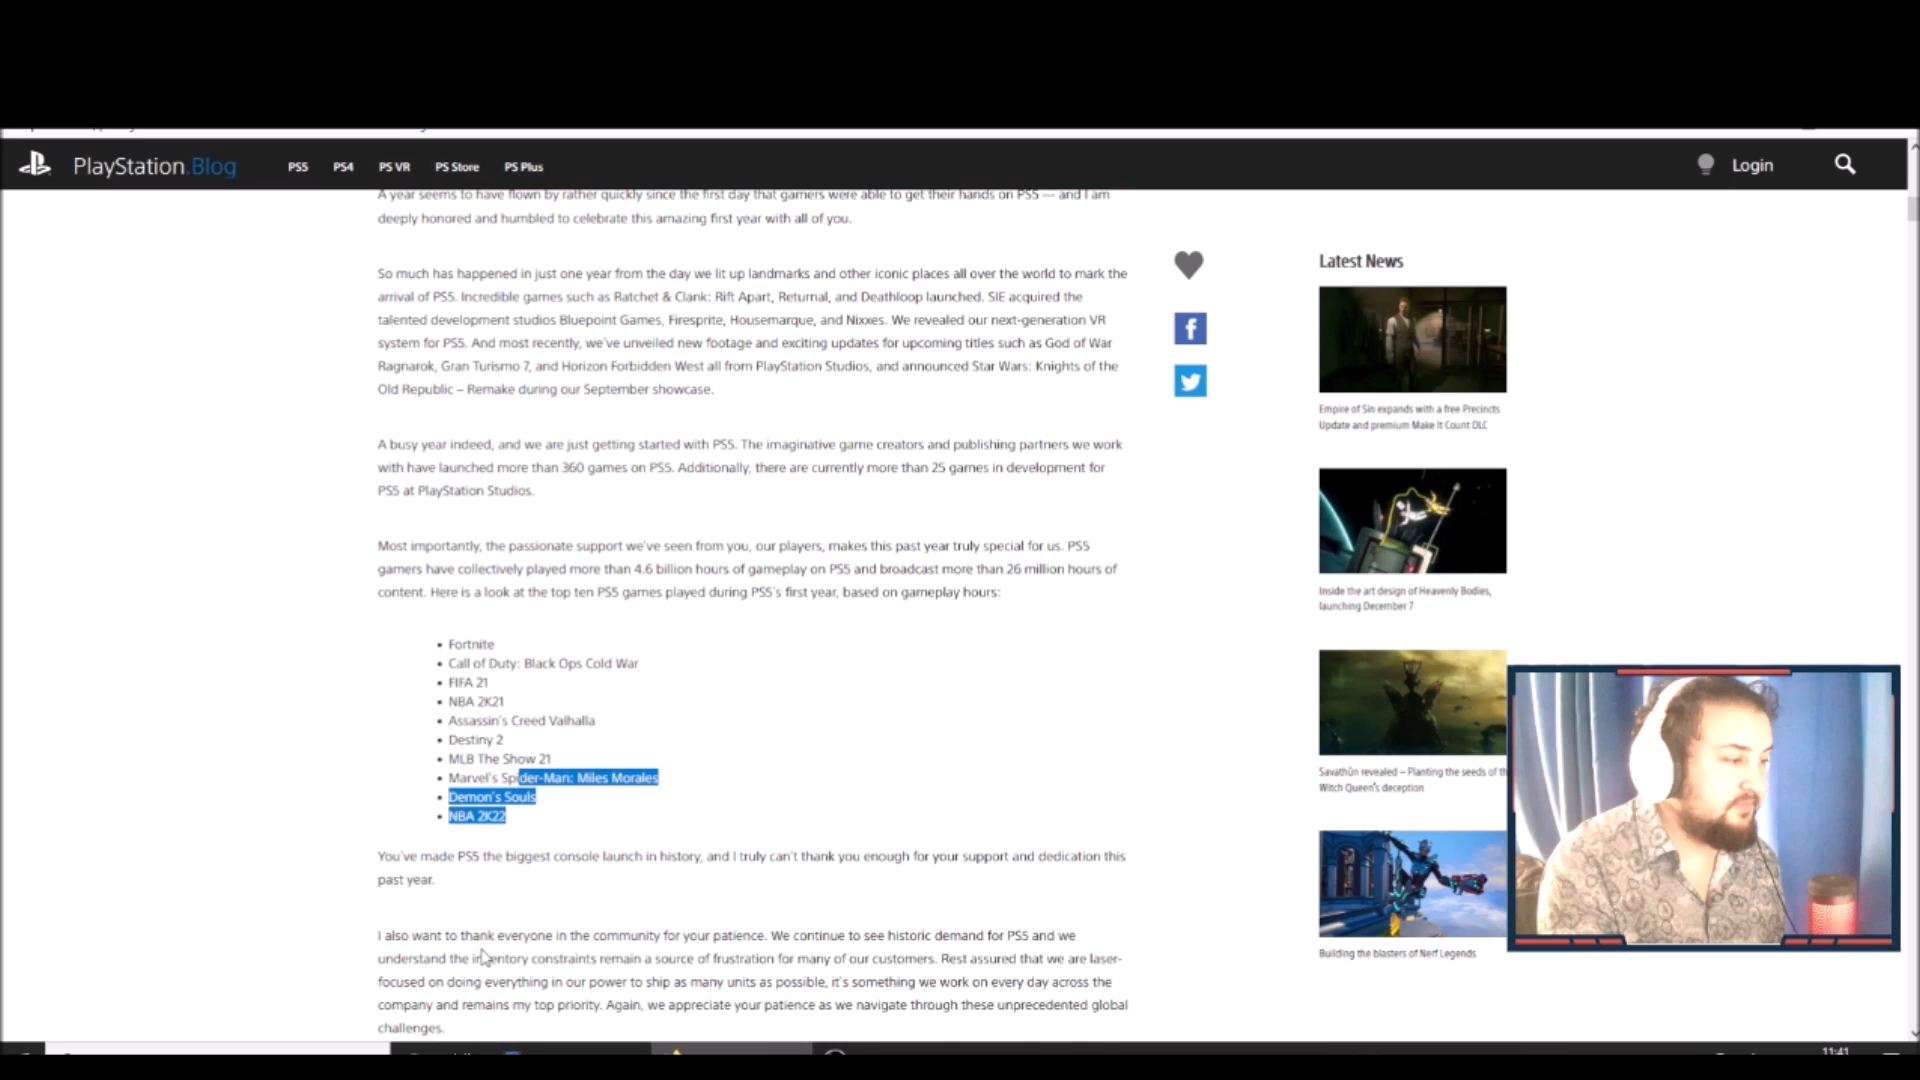 PlayStation.Blog
PS5 PS4 PS VR PS Store PS Plus
Login
A year seems to have flown by rather quickly since the first day that gamers were able to get their hands on PS5 — and I am
deeply honored and humbled to celebrate this amazing first year with all of you.
So much has happened in just one year from the day we lit up landmarks and other iconic places all over the world to mark the
arrival of PS5. Incredible games such as Ratchet & Clank: Rift Apart, Returnal, and Deathloop launched. SIE acquired the
talented development studios Bluepoint Games, Firesprite, Housemarque, and Nixxes. We revealed our next-generation VR
system for PS5. And most recently, we've unveiled new footage and exciting updates for upcoming titles such as God of War
Ragnarok, Gran Turismo 7, and Horizon Forbidden West all from PlayStation Studios, and announced Star Wars: Knights of the
Old Republic – Remake during our September showcase.
A busy year indeed, and we are just getting started with PS5. The imaginative game creators and publishing partners we work
with have launched more than 360 games on PS5. Additionally, there are currently more than 25 games in development for
PS5 at PlayStation Studios.
Most importantly, the passionate support we've seen from you, our players, makes this past year truly special for us. PS5
gamers have collectively played more than 4.6 billion hours of gameplay on PS5 and broadcast more than 26 million hours of
content. Here is a look at the top ten PS5 games played during PS5's first year, based on gameplay hours:
• Fortnite
• Call of Duty: Black Ops Cold War
• FIFA 21
• NBA 2K21
• Assassin's Creed Valhalla
• Destiny 2
• MLB The Show 21
• Marvel's Spider-Man: Miles Morales
• Demon's Souls
• NBA 2K22
You've made PS5 the biggest console launch in history, and I truly can't thank you enough for your support and dedication this
past year.
I also want to thank everyone in the community for your patience. We continue to see historic demand for PS5 and we
understand the inventory constraints remain a source of frustration for many of our customers. Rest assured that we are laser-
focused on doing everything in our power to ship as many units as possible, it's something we work on every day across the
company and remains my top priority. Again, we appreciate your patience as we navigate through these unprecedented global
challenges.
Latest News
Empire of Sin expands with a free Precincts
Update and premium Make It Count DLC
Inside the art design of Heavenly Bodies,
launching December 7
Savathûn revealed – Planting the seeds of th
Witch Queen's deception
Building the blasters of Nerf Legends
11:41